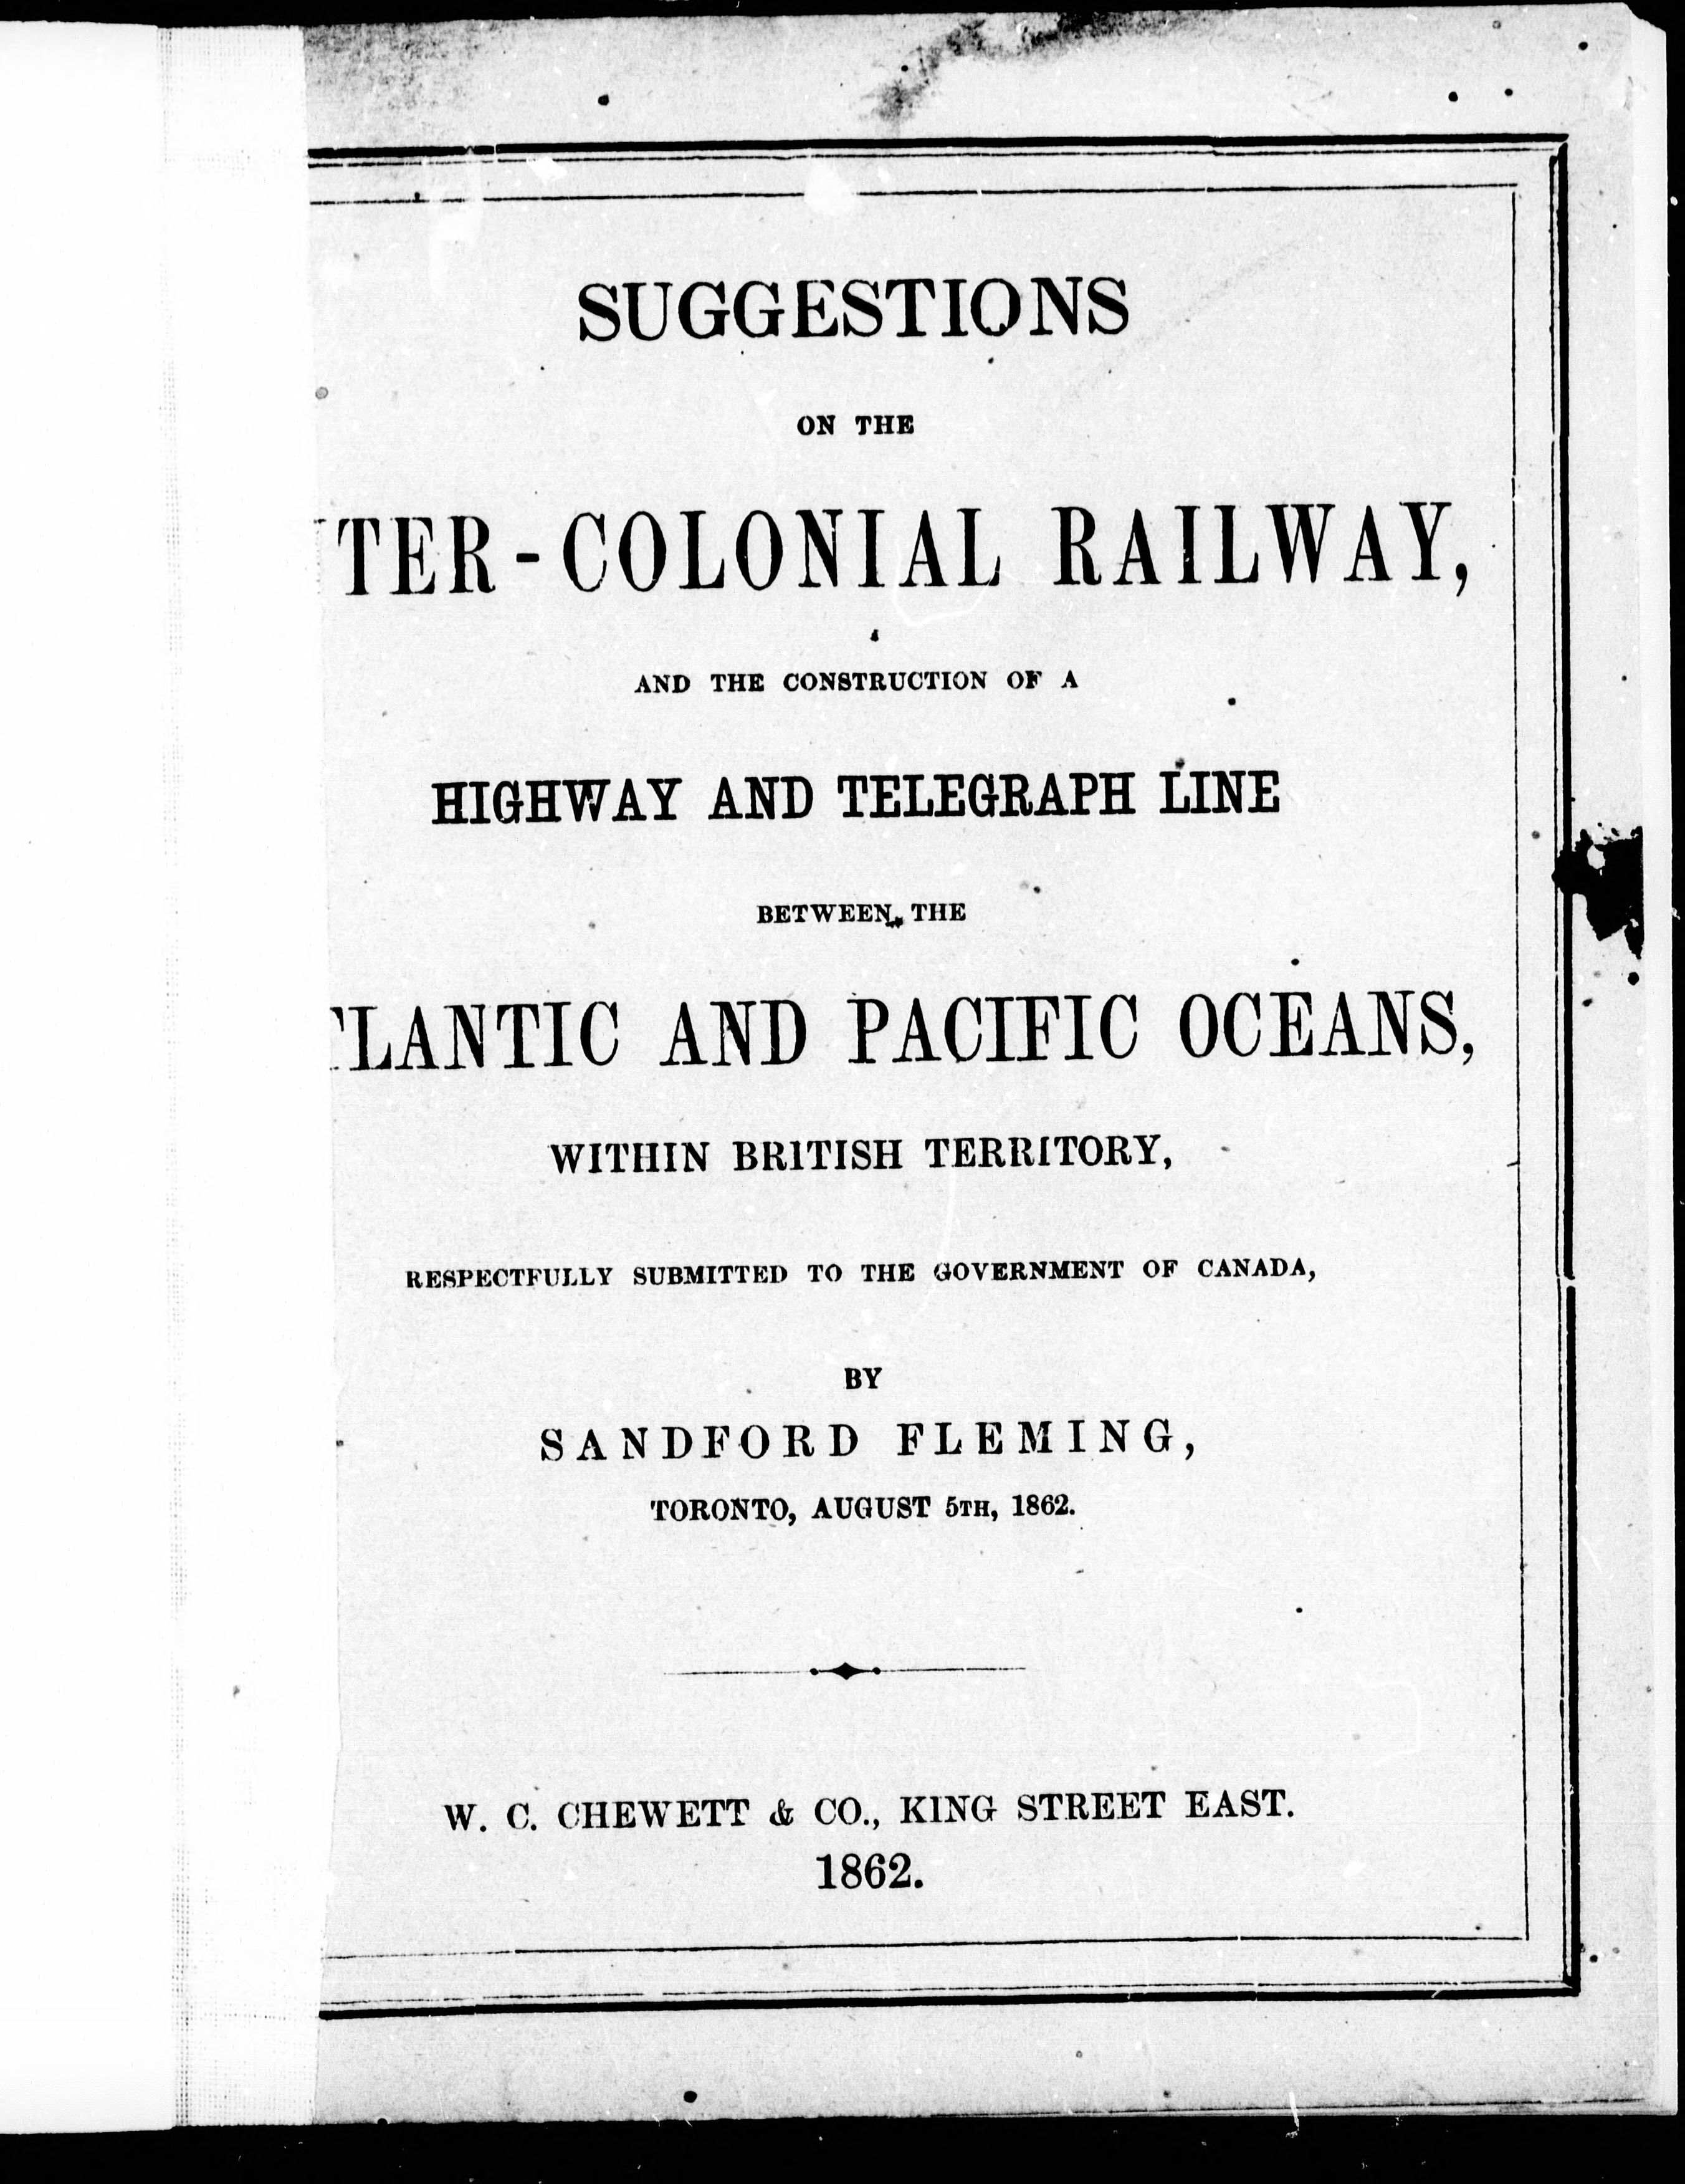 SUGGESTIONS
ON THE
TER-COLONIAL RAILWAY,
AND THE CONSTRUCTION OF A
HIGHWAY AND TELEGRAPH LINE
BETWEEN THE
TLANTIC AND PACIFIC OCEANS,
WITHIN BRITISH TERRITORY,
RESPECTFULLY SUBMITTED TO THE GOVERNMENT OF CANADA,
BY
SANDFORD FLEMING,
TORONTO, AUGUST 5TH, 1862.
W. C. CHEWETT & CO., KING STREET EAST.
1862.